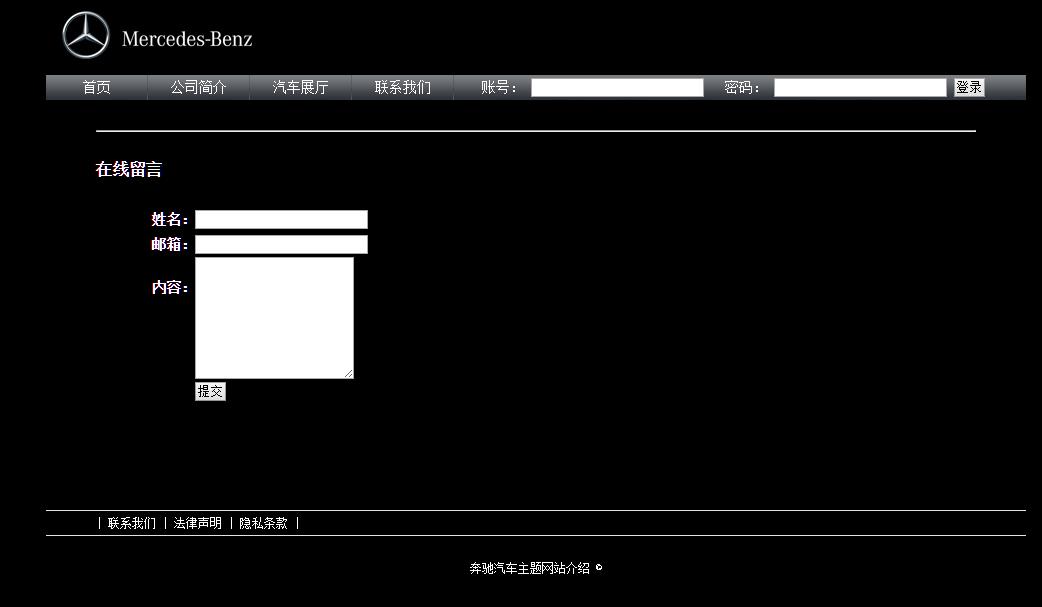 Mercedes-Benz
首页 公司简介 汽车展厅 联系我们 账号： 密码： 登录
在线留言
姓名：
邮箱：
内容：
提交
| 联系我们 | 法律声明 | 隐私条款 |
奔驰汽车主题网站介绍 ©